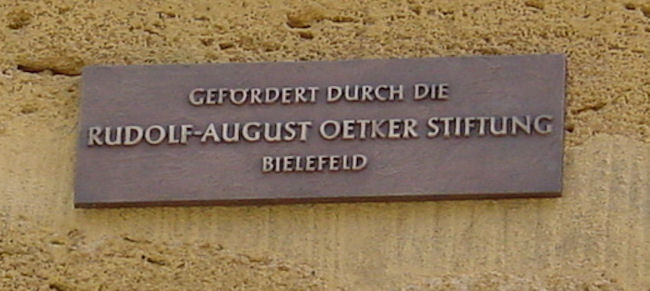 GEFÖRDERT DURCH DIE
RUDOLF-AUGUST OETKER STIFTUNG
BIELEFELD